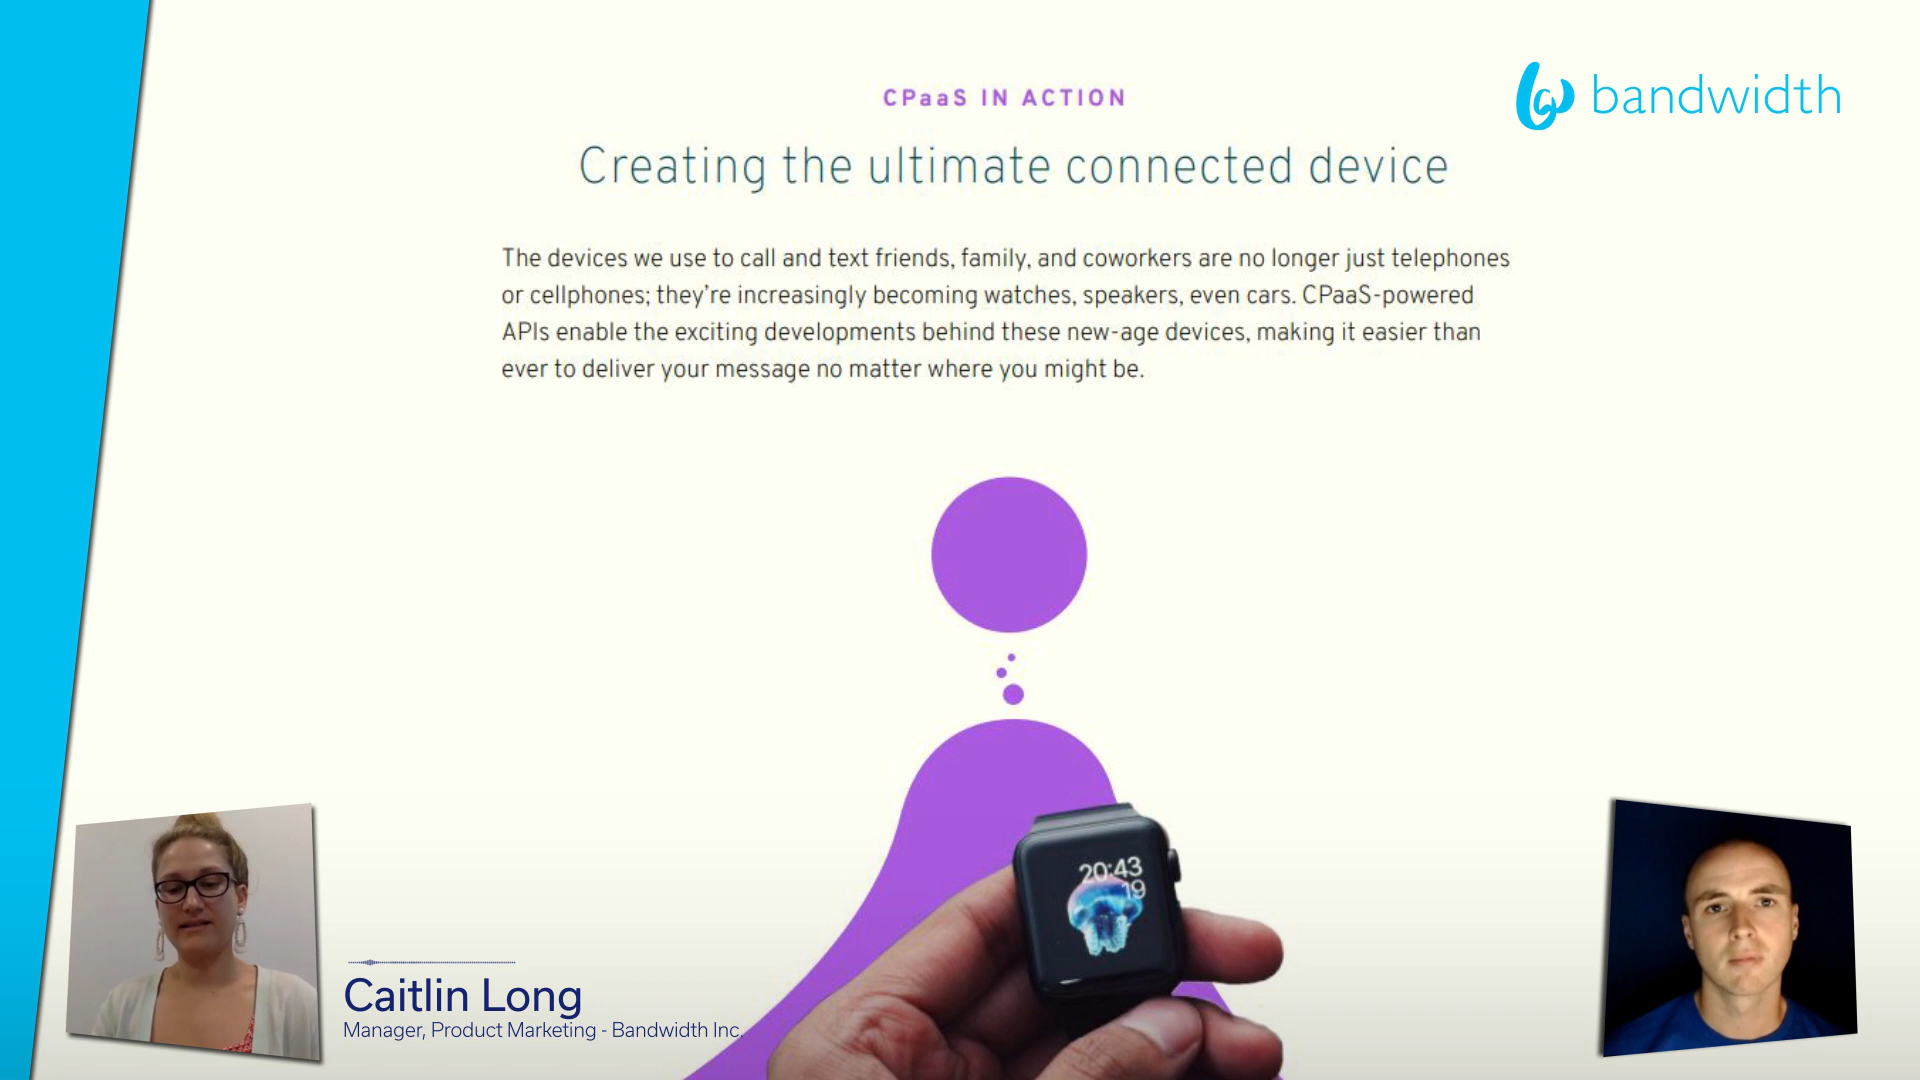 CPaaS IN ACTION
bandwidth
Creating the ultimate connected device
The devices we use to call and text friends, family, and coworkers are no longer just telephones
or cellphones; they’re increasingly becoming watches, speakers, even cars. CPaaS-powered
APIs enable the exciting developments behind these new-age devices, making it easier than
ever to deliver your message no matter where you might be.
20:43
19
Caitlin Long
Manager, Product Marketing - Bandwidth Inc.